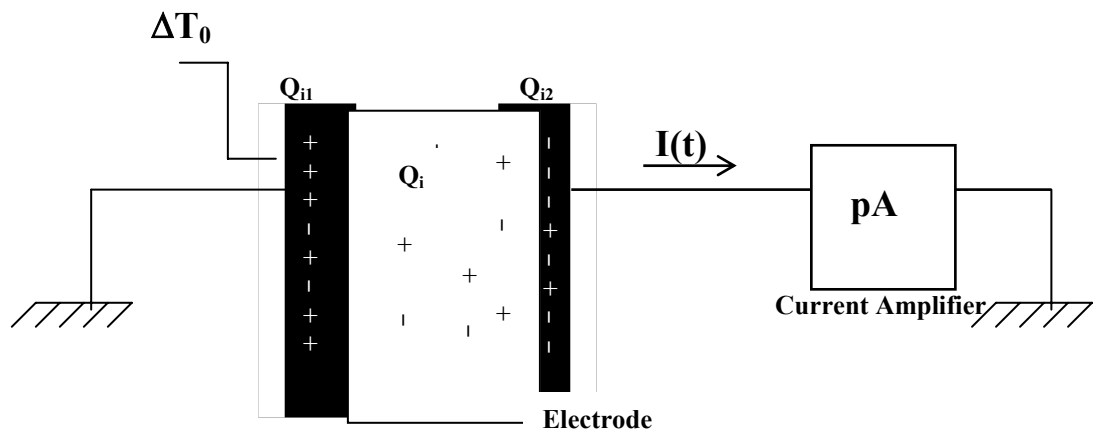 ΔT₀
Qi1
Qi2
I(t)
Qi
pA
Current Amplifier
Electrode